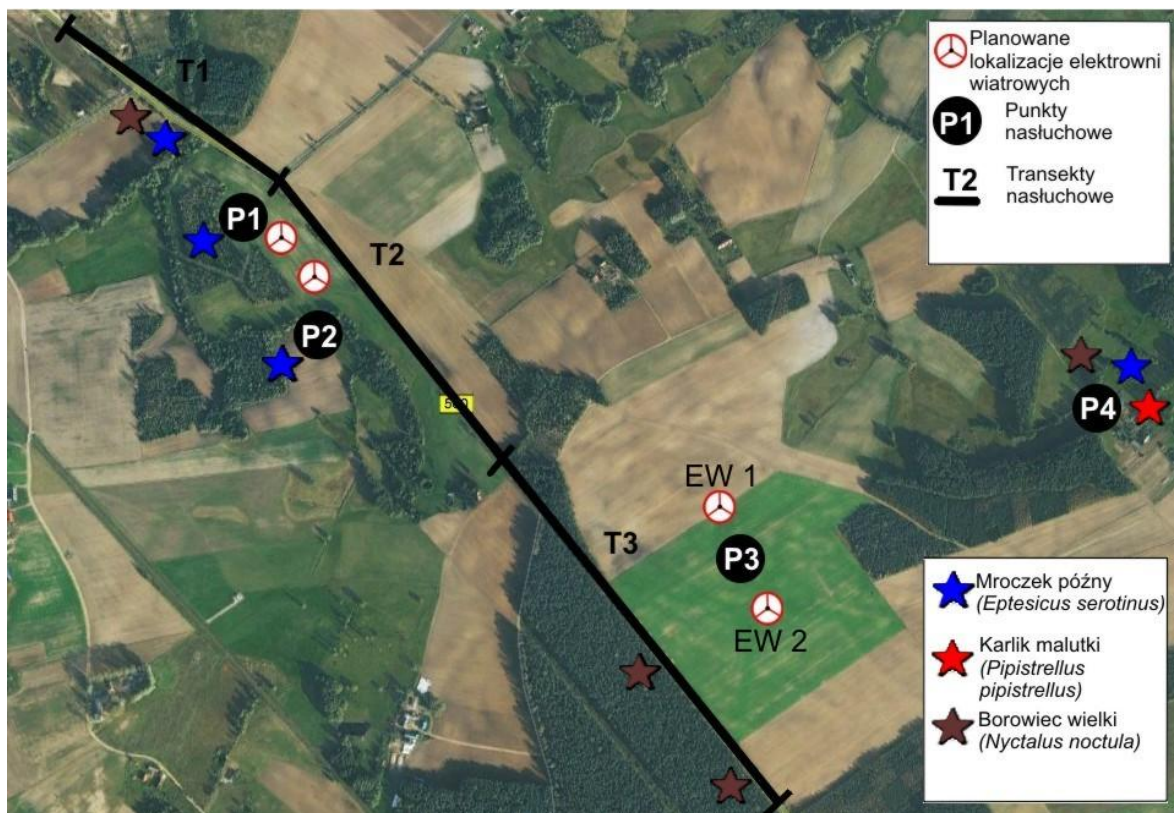 T1
P1
T2
P2
EW 1
T3
P3
EW 2
P4
Planowane
lokalizacje elektrowni
wiatrowych
P1 Punkty
nasłuchowe
T2 Transekty
nasłuchowe
Mroczek późny
(Eptesicus serotinus)
Karlik malutki
(Pipistrellus
pipistrellus)
Borowiec wielki
(Nyctalus noctula)